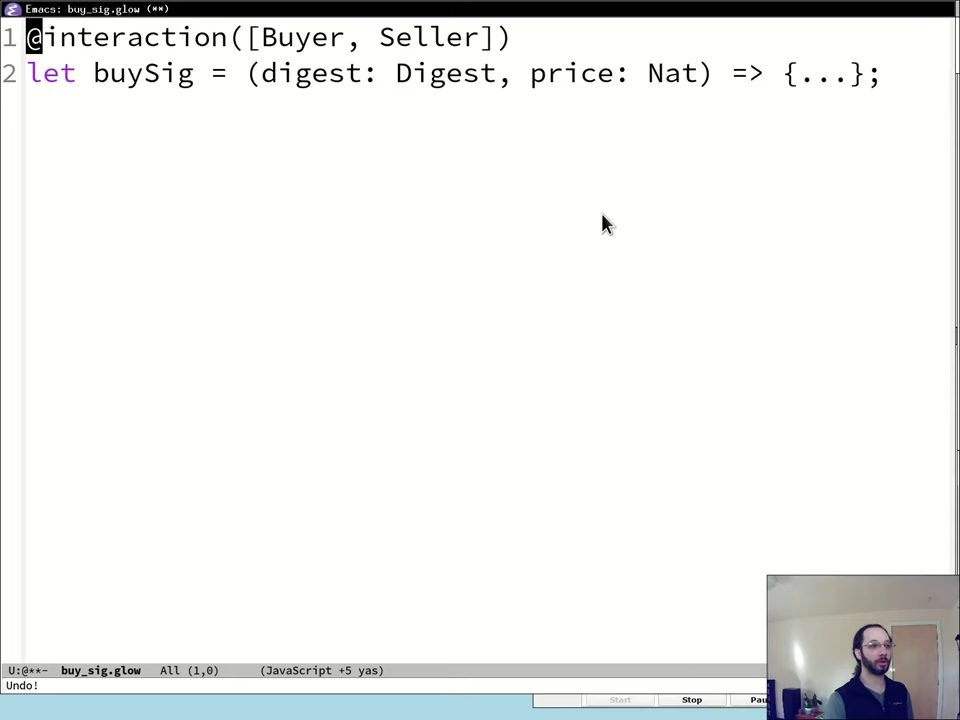 Emacs: buy_sig.glow (**)
1 @interaction([Buyer, Seller])
2 let buySig = (digest: Digest, price: Nat) => {...};
U:@**- buy_sig.glow All (1,0) (JavaScript +5 yas)
Undo!
Start Stop Pau